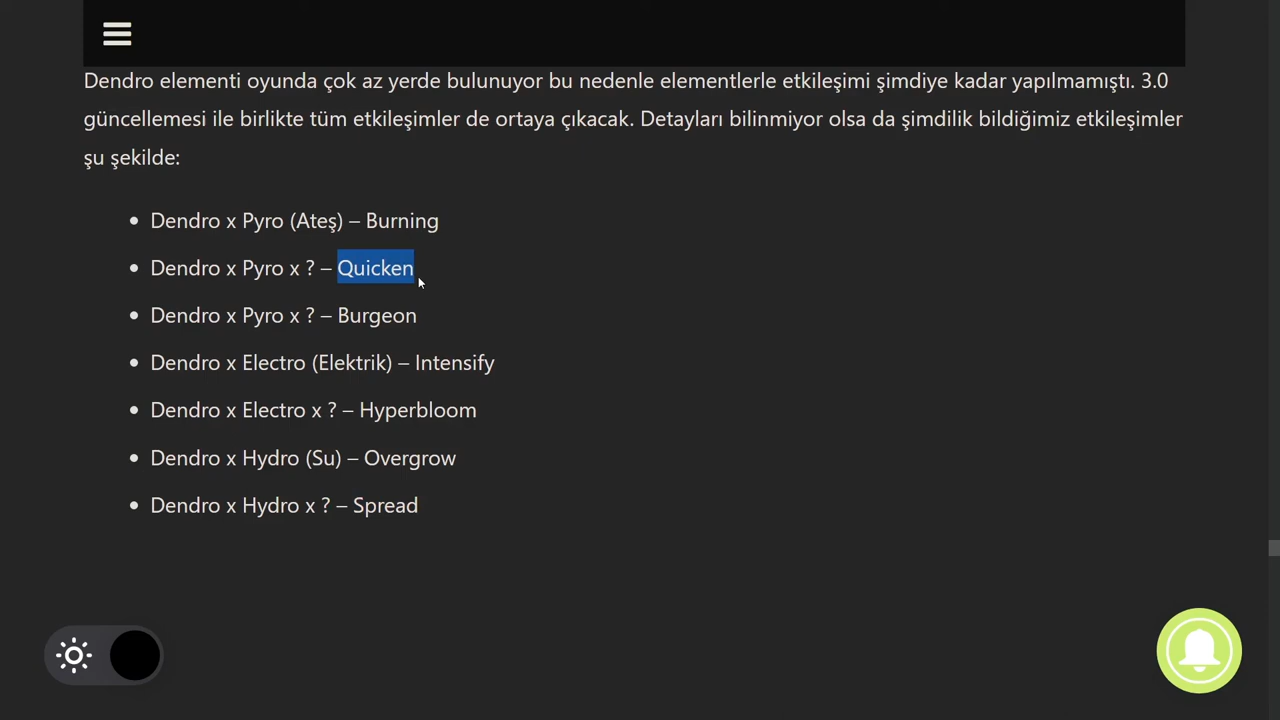 Dendro elementi oyunda çok az yerde bulunuyor bu nedenle elementlerle etkileşimi şimdiye kadar yapılmamıştı. 3.0
güncellemesi ile birlikte tüm etkileşimler de ortaya çıkacak. Detayları bilinmiyor olsa da şimdilik bildiğimiz etkileşimler
şu şekilde:
• Dendro x Pyro (Ateş) – Burning
• Dendro x Pyro x ? – Quicken
• Dendro x Pyro x ? – Burgeon
• Dendro x Electro (Elektrik) – Intensify
• Dendro x Electro x ? – Hyperbloom
• Dendro x Hydro (Su) – Overgrow
• Dendro x Hydro x ? – Spread